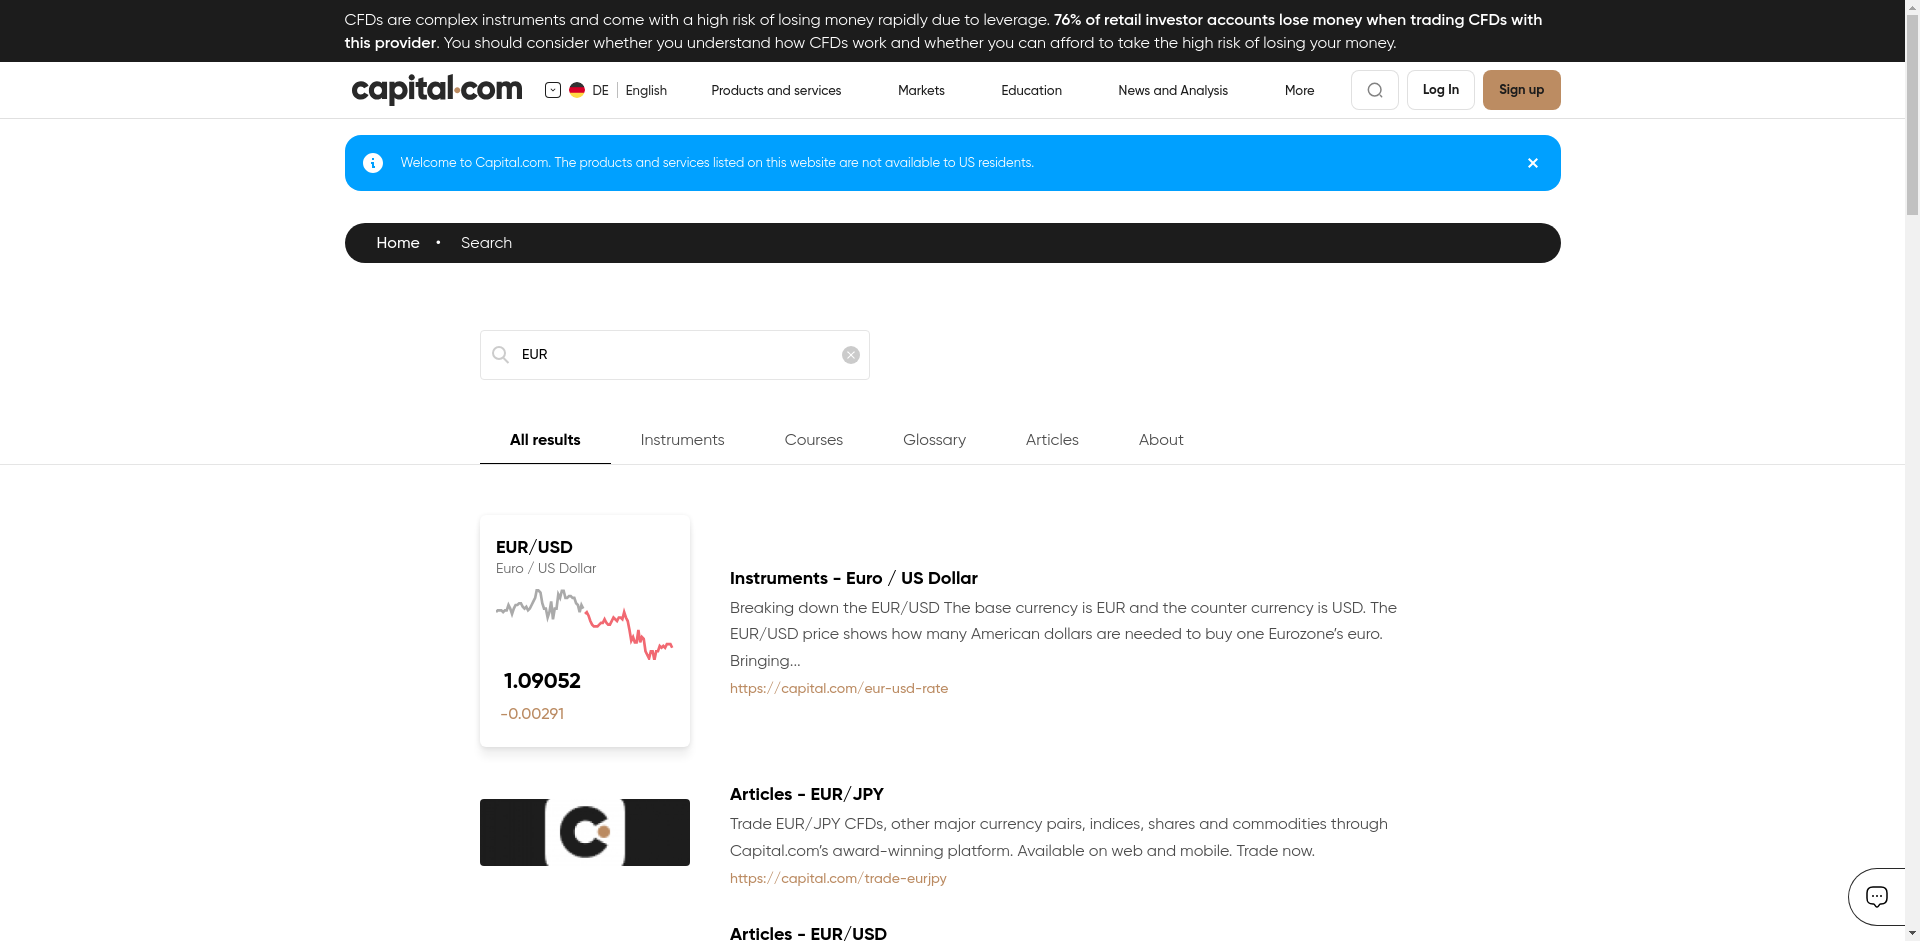 CFDs are complex instruments and come with a high risk of losing money rapidly due to leverage. 76% of retail investor accounts lose money when trading CFDs with
this provider. You should consider whether you understand how CFDs work and whether you can afford to take the high risk of losing your money.
capital.com
DE
English
Products and services
Markets
Education
News and Analysis
More
Log In
Sign up
Welcome to Capital.com. The products and services listed on this website are not available to US residents.
Home • Search
EUR
All results
Instruments
Courses
Glossary
Articles
About
EUR/USD
Euro / US Dollar
1.09052
-0.00291
Instruments - Euro / US Dollar
Breaking down the EUR/USD The base currency is EUR and the counter currency is USD. The
EUR/USD price shows how many American dollars are needed to buy one Eurozone’s euro.
Bringing...
https://capital.com/eur-usd-rate
Articles - EUR/JPY
Trade EUR/JPY CFDs, other major currency pairs, indices, shares and commodities through
Capital.com’s award-winning platform. Available on web and mobile. Trade now.
https://capital.com/trade-eurjpy
Articles - EUR/USD